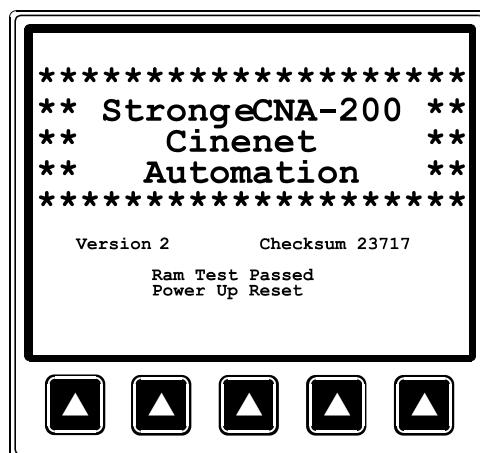 ********************
** StrongeCNA-200 **
** Cinenet **
** Automation **
********************
Version 2 Checksum 23717
Ram Test Passed
Power Up Reset